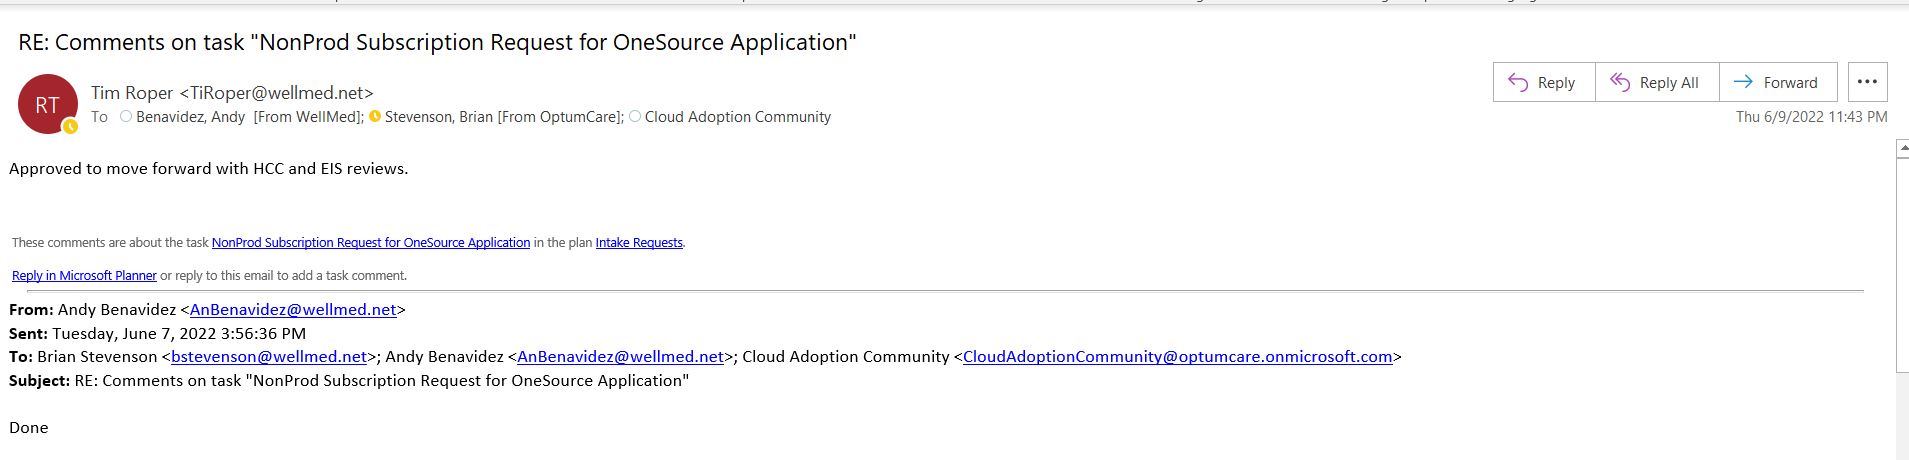 RE: Comments on task "NonProd Subscription Request for OneSource Application"
RT
Tim Roper <TiRoper@wellmed.net>
To Benavidez, Andy [From WellMed]; Stevenson, Brian [From OptumCare]; Cloud Adoption Community
Reply
Reply All
Forward
Thu 6/9/2022 11:43 PM
Approved to move forward with HCC and EIS reviews.
These comments are about the task NonProd Subscription Request for OneSource Application in the plan Intake Requests.
Reply in Microsoft Planner or reply to this email to add a task comment.
From: Andy Benavidez <AnBenavidez@wellmed.net>
Sent: Tuesday, June 7, 2022 3:56:36 PM
To: Brian Stevenson <bstevenson@wellmed.net>; Andy Benavidez <AnBenavidez@wellmed.net>; Cloud Adoption Community <CloudAdoptionCommunity@optumcare.onmicrosoft.com>
Subject: RE: Comments on task "NonProd Subscription Request for OneSource Application"
Done